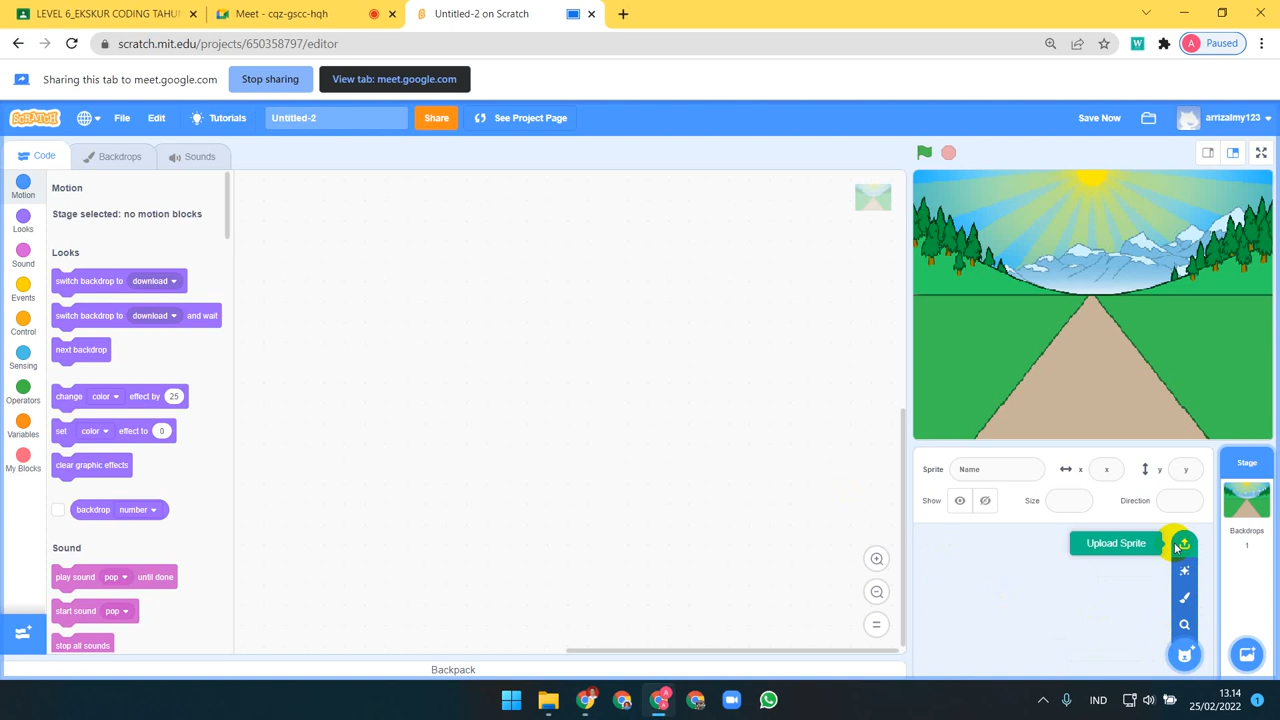 LEVEL 6_EKSKUR CODING TAHU
Meet - cqz-gscc-hqh
Untitled-2 on Scratch
scratch.mit.edu/projects/650358797/editor
W
A Paused
Sharing this tab to meet.google.com
Stop sharing
View tab: meet.google.com
SCRATCH
File
Edit
Tutorials
Untitled-2
Share
See Project Page
Save Now
arrizalmy123
Code
Backdrops
Sounds
Motion
Looks
Sound
Events
Control
Sensing
Operators
Variables
My Blocks
Motion
Stage selected: no motion blocks
Looks
switch backdrop to download
switch backdrop to download and wait
next backdrop
change color effect by 25
set color effect to 0
clear graphic effects
backdrop number
Sound
play sound pop until done
start sound pop
stop all sounds
Backpack
Sprite Name x x y y
Show Size Direction
Upload Sprite
Stage
Backdrops
1
IND
13.14
25/02/2022
1